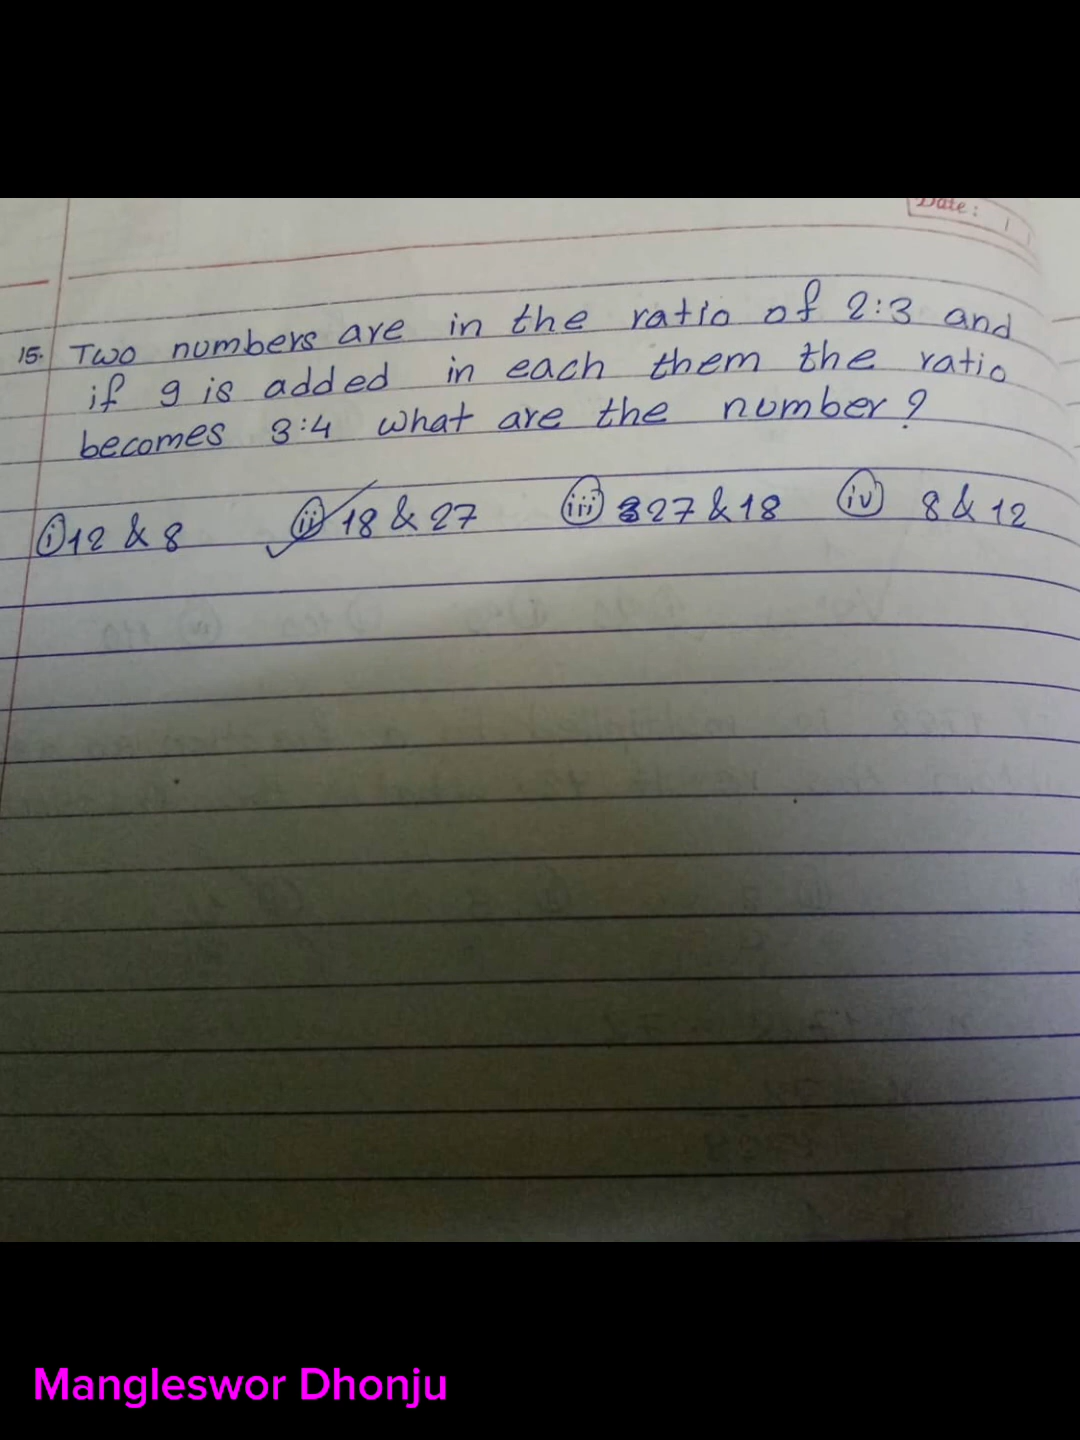 Date:
15. Two numbers are in the ratio of 2:3 and
if 9 is added in each them the ratio
becomes 3:4 what are the number?
i 12 & 8 ii 18 & 27 iii 27 & 18 iv 8 & 12
Mangleswor Dhonju